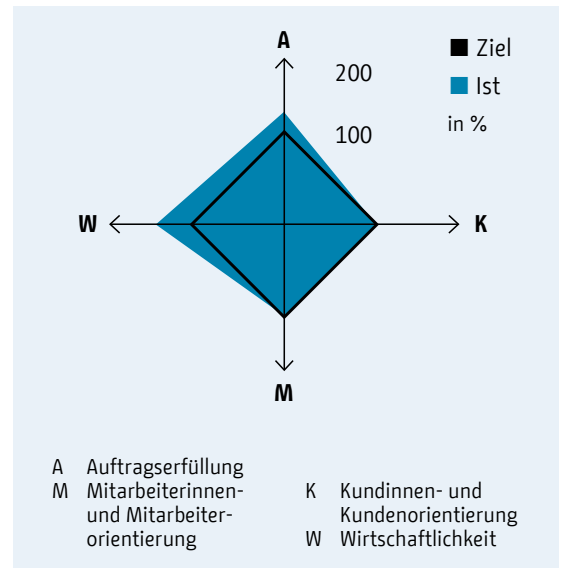 A
200
100
Ziel
Ist
in %
W
K
M
A Auftragserfüllung
M Mitarbeiterinnen-
und Mitarbeiter-
orientierung
K Kundinnen- und
Kundenorientierung
W Wirtschaftlichkeit